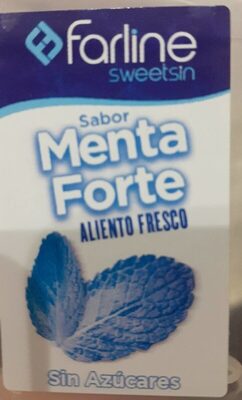 farline
sweetsin
Sabor
Menta
Forte
ALIENTO FRESCO
Sin Azúcares